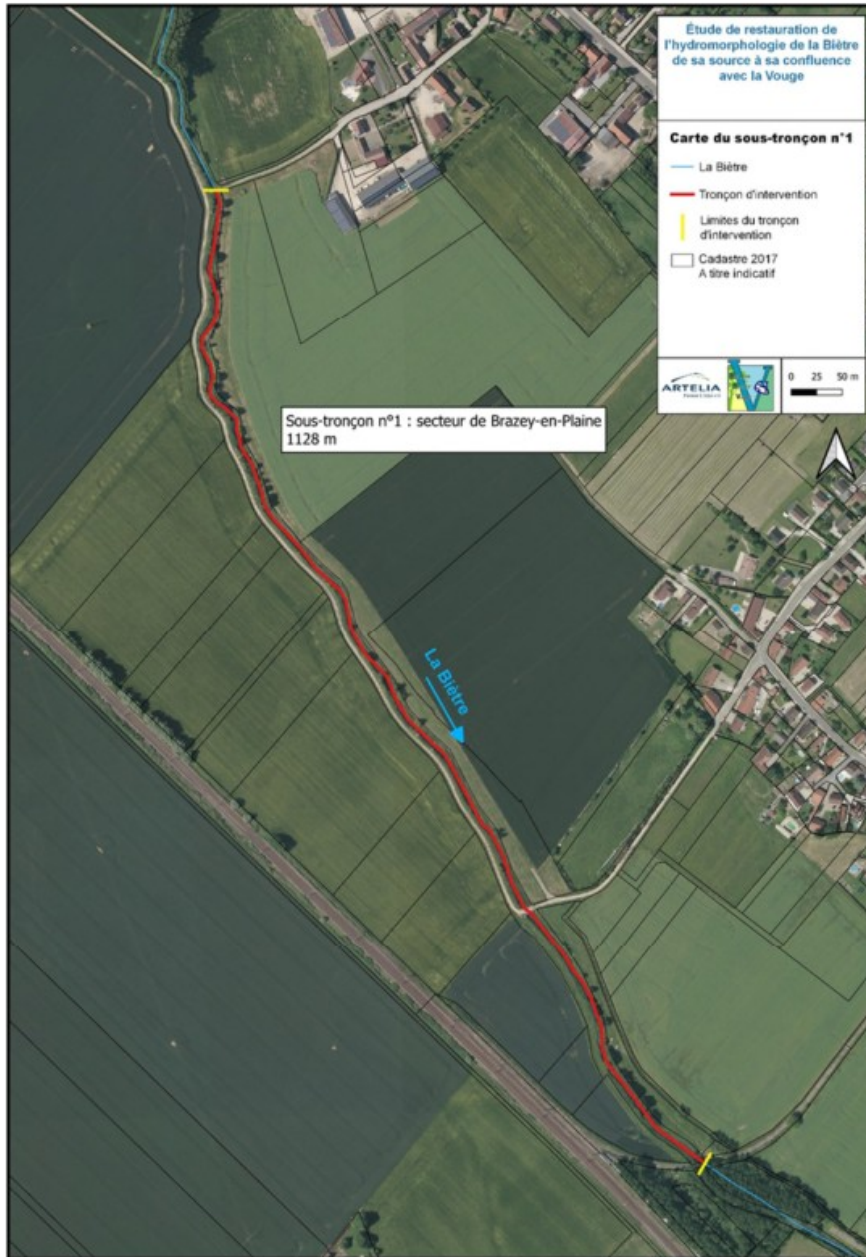 Étude de restauration de
l'hydromorphologie de la Biètre
de sa source à sa confluence
avec la Vouge
Carte du sous-tronçon n°1
La Biètre
Tronçon d'intervention
Limites du tronçon
d'intervention
Cadastre 2017
A titre indicatif
ARTELIA
0 25 50 m
Sous-tronçon n°1 : secteur de Brazey-en-Plaine
1128 m
La Biètre